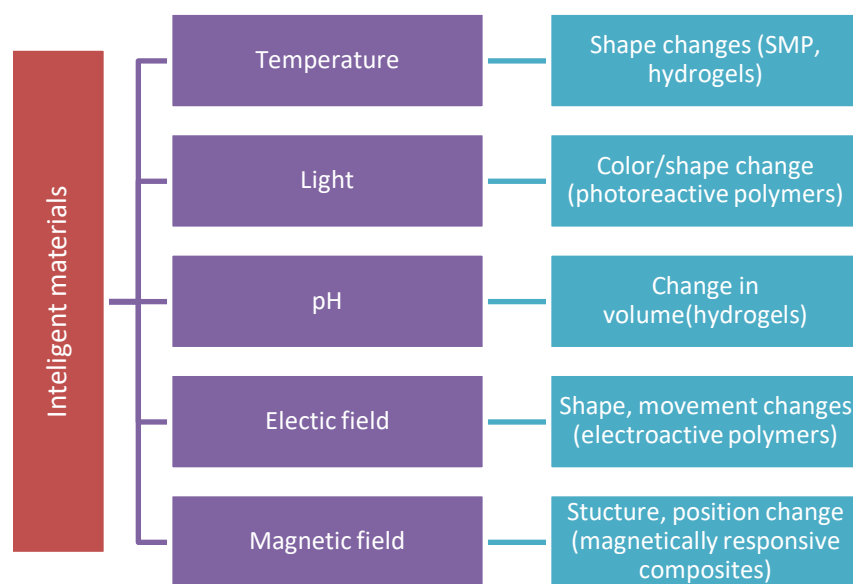 Inteligent materials
Temperature
Shape changes (SMP,
hydrogels)
Light
Color/shape change
(photoreactive polymers)
pH
Change in
volume(hydrogels)
Electic field
Shape, movement changes
(electroactive polymers)
Magnetic field
Stucture, position change
(magnetically responsive
composites)